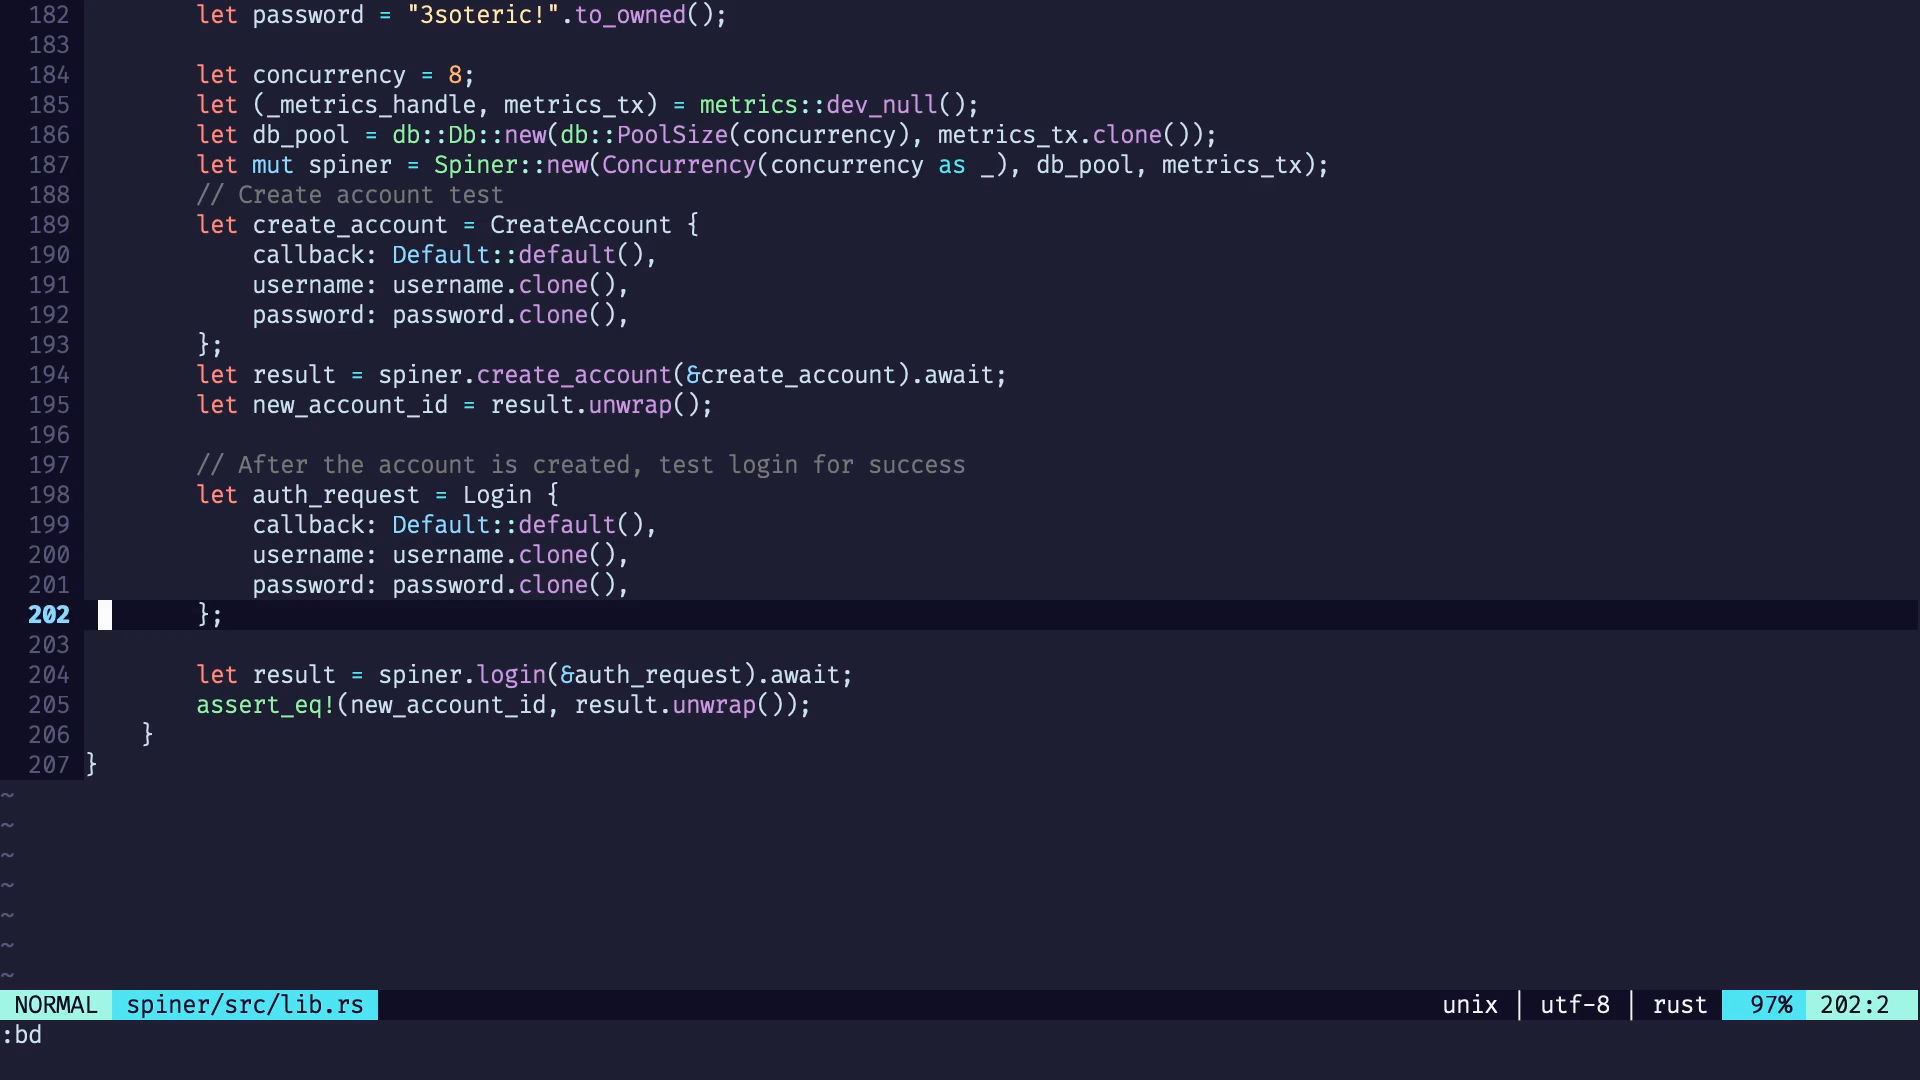 182         let password = "3soteric!".to_owned();
183
184         let concurrency = 8;
185         let (_metrics_handle, metrics_tx) = metrics::dev_null();
186         let db_pool = db::Db::new(db::PoolSize(concurrency), metrics_tx.clone());
187         let mut spiner = Spiner::new(Concurrency(concurrency as _), db_pool, metrics_tx);
188         // Create account test
189         let create_account = CreateAccount {
190             callback: Default::default(),
191             username: username.clone(),
192             password: password.clone(),
193         };
194         let result = spiner.create_account(&create_account).await;
195         let new_account_id = result.unwrap();
196
197         // After the account is created, test login for success
198         let auth_request = Login {
199             callback: Default::default(),
200             username: username.clone(),
201             password: password.clone(),
202         };
203
204         let result = spiner.login(&auth_request).await;
205         assert_eq!(new_account_id, result.unwrap());
206     }
207 }
~
~
~
~
~
~
~
NORMAL spiner/src/lib.rs unix | utf-8 | rust 97% 202:2
:bd